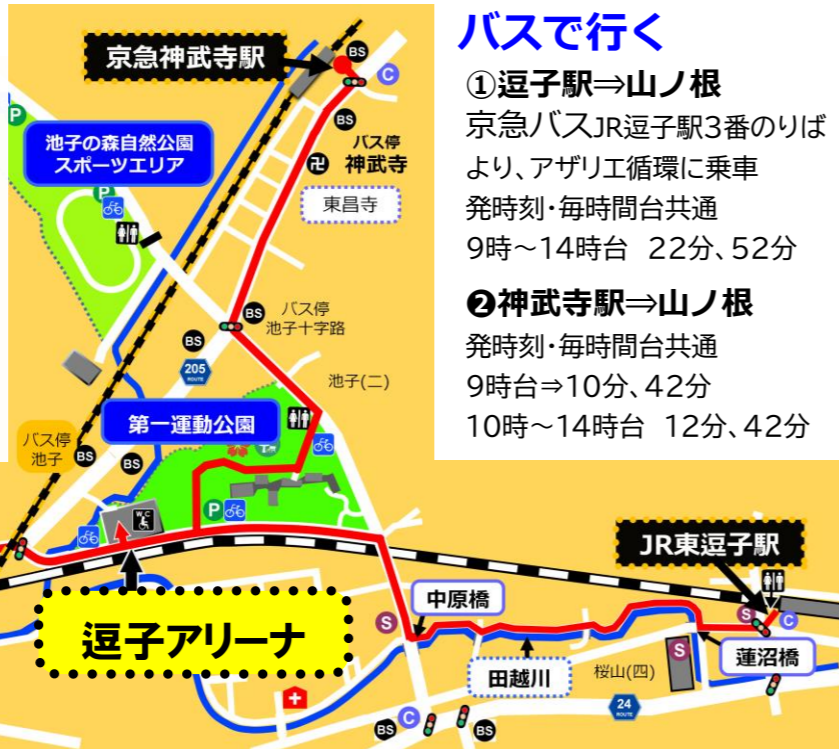 バスで行く
①逗子駅⇒山ノ根
京急バスJR逗子駅3番のりば
より、アザリエ循環に乗車
発時刻・毎時間台共通
9時～14時台 22分、52分
❷神武寺駅⇒山ノ根
発時刻・毎時間台共通
9時台⇒10分、42分
10時～14時台 12分、42分
京急神武寺駅
BS
C
BS
バス停
卍 神武寺
東昌寺
P
池子の森自然公園
スポーツエリア
P
BS
バス停
池子十字路
BS
205
ROUTE
池子(二)
第一運動公園
バス停
池子
BS
BS
P
WC
逗子アリーナ
JR東逗子駅
中原橋
S
S
C
蓮沼橋
田越川
桜山(四)
S
24
ROUTE
BS
C
BS